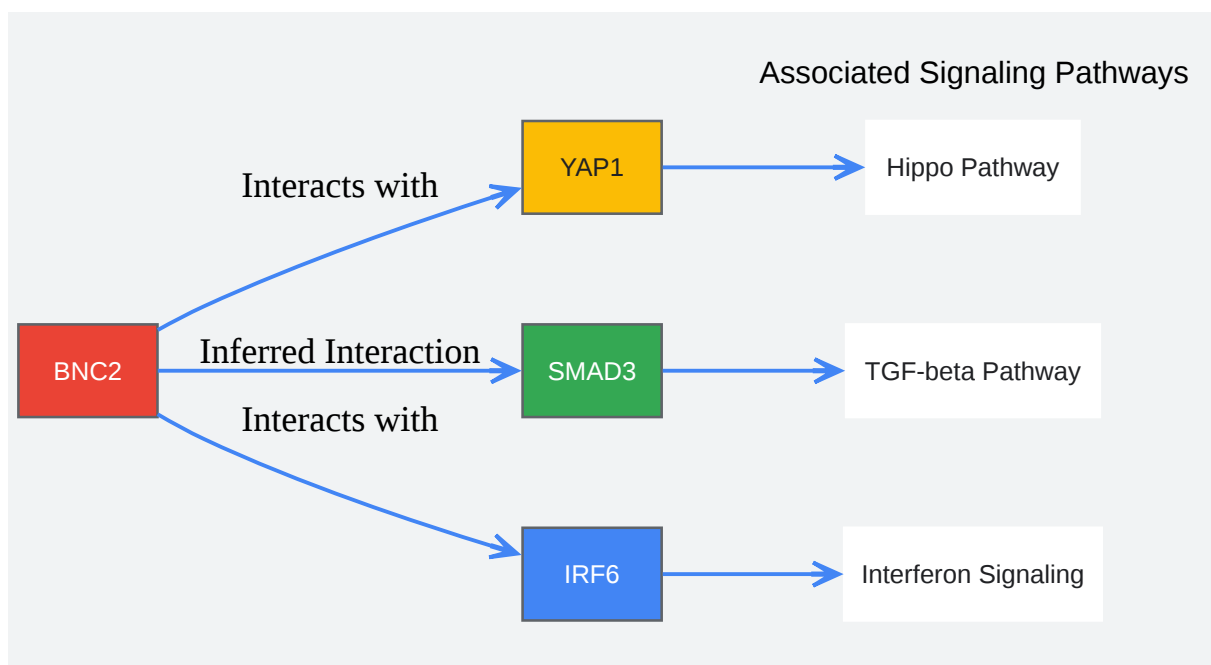 Associated Signaling Pathways
YAP1
Hippo Pathway
Interacts with
BNC2
Inferred Interaction
SMAD3
TGF-beta Pathway
Interacts with
IRF6
Interferon Signaling